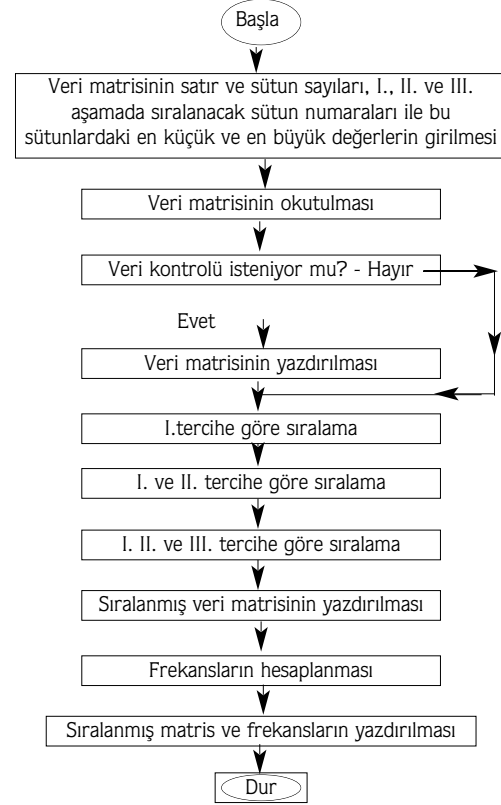 Başla
Veri matrisinin satır ve sütun sayıları, I., II. ve III.
aşamada sıralanacak sütun numaraları ile bu
sütunlardaki en küçük ve en büyük değerlerin girilmesi
Veri matrisinin okutulması
Veri kontrolü isteniyor mu? - Hayır
Evet
Veri matrisinin yazdırılması
I.tercihe göre sıralama
I. ve II. tercihe göre sıralama
I. II. ve III. tercihe göre sıralama
Sıralanmış veri matrisinin yazdırılması
Frekansların hesaplanması
Sıralanmış matris ve frekansların yazdırılması
Dur